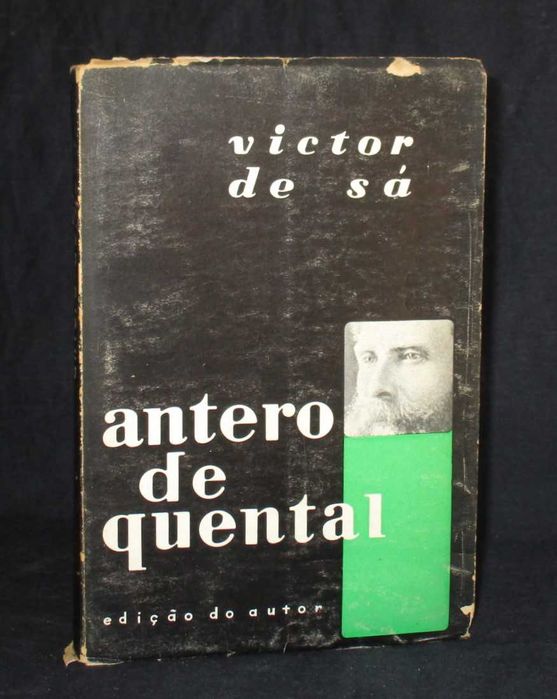 victor
de sá
antero
de
quental
edição do autor